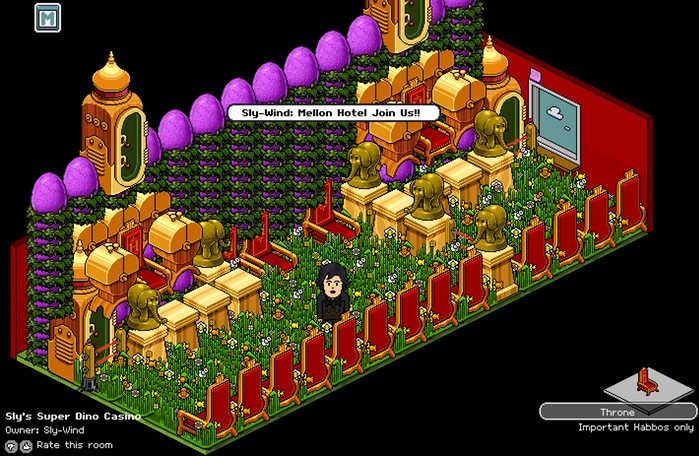 M
Sly-Wind: Mellon Hotel Join Us!!
Sly's Super Dino Casino
Owner: Sly-Wind
Rate this room
Throne
Important Habbos only